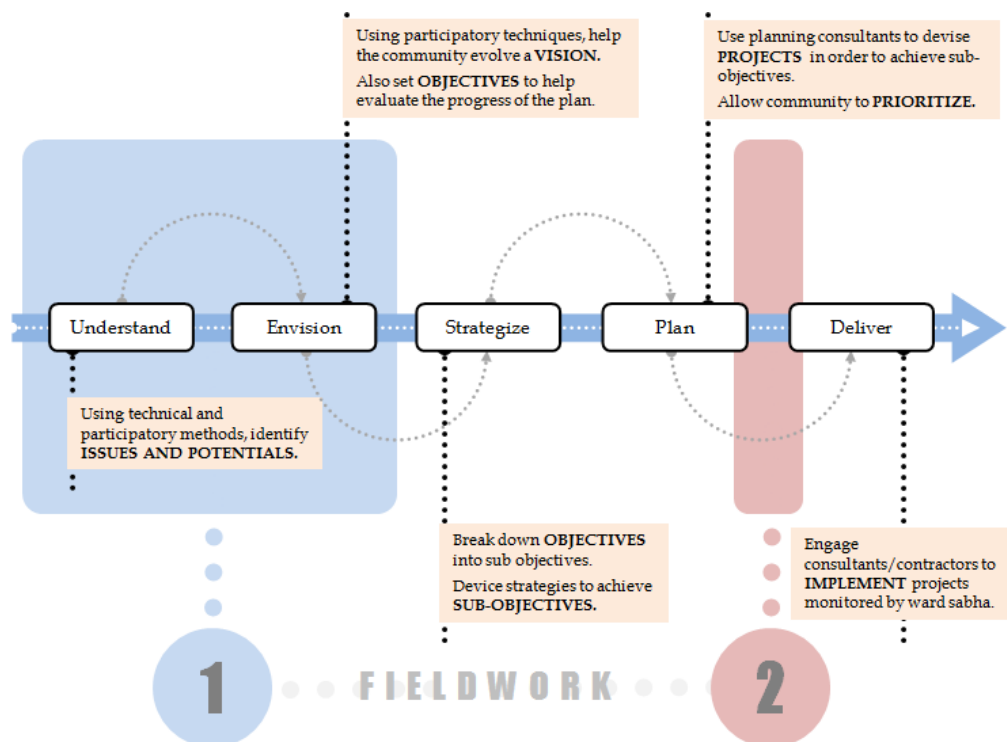 Using participatory techniques, help
the community evolve a VISION.
Also set OBJECTIVES to help
evaluate the progress of the plan.
Use planning consultants to devise
PROJECTS in order to achieve sub-
objectives.
Allow community to PRIORITIZE.
Understand
Envision
Strategize
Plan
Deliver
Using technical and
participatory methods, identify
ISSUES AND POTENTIALS.
Break down OBJECTIVES
into sub objectives.
Device strategies to achieve
SUB-OBJECTIVES.
Engage
consultants/contractors to
IMPLEMENT projects
monitored by ward sabha.
1
FIELDWORK
2